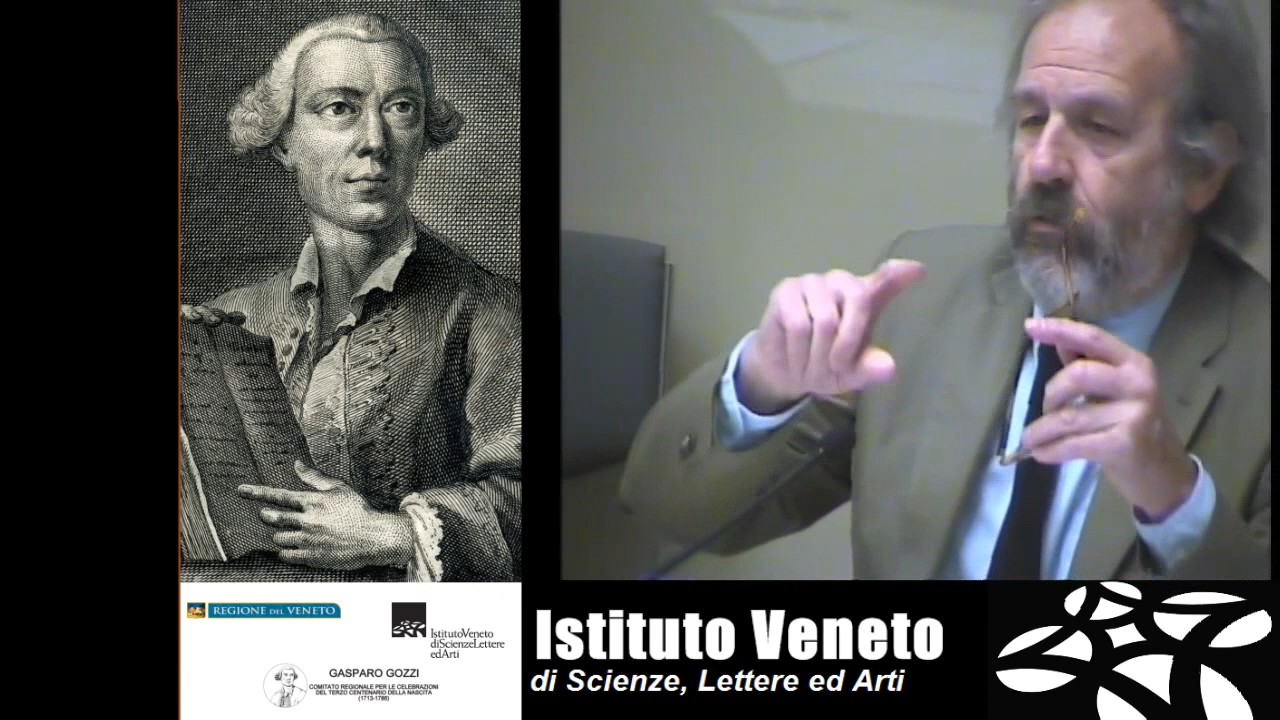 REGIONE DEL VENETO
IstitutoVeneto
diScienzeLettere
edArti
GASPARO GOZZI
COMITATO REGIONALE PER LE CELEBRAZIONI
DEL TERZO CENTENARIO DELLA NASCITA
(1713-1786)
Istituto Veneto
di Scienze, Lettere ed Arti